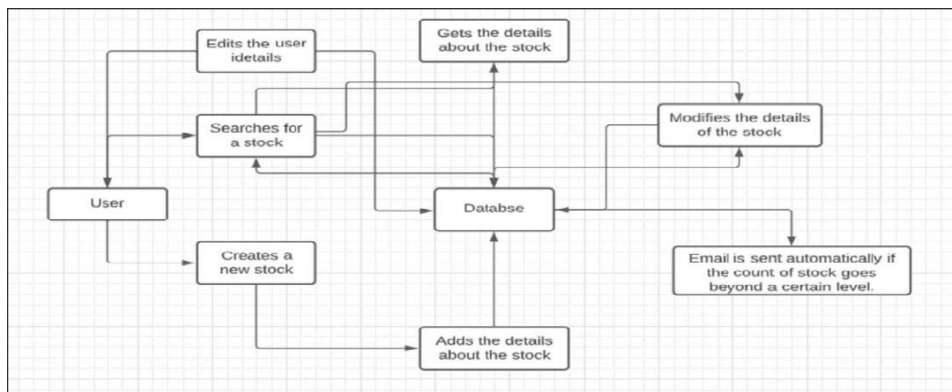 Gets the details
about the stock
Edits the user
idetails
Searches for
a stock
Modifies the details
of the stock
User
Databse
Creates a
new stock
Email is sent automatically if
the count of stock goes
beyond a certain level.
Adds the details
about the stock